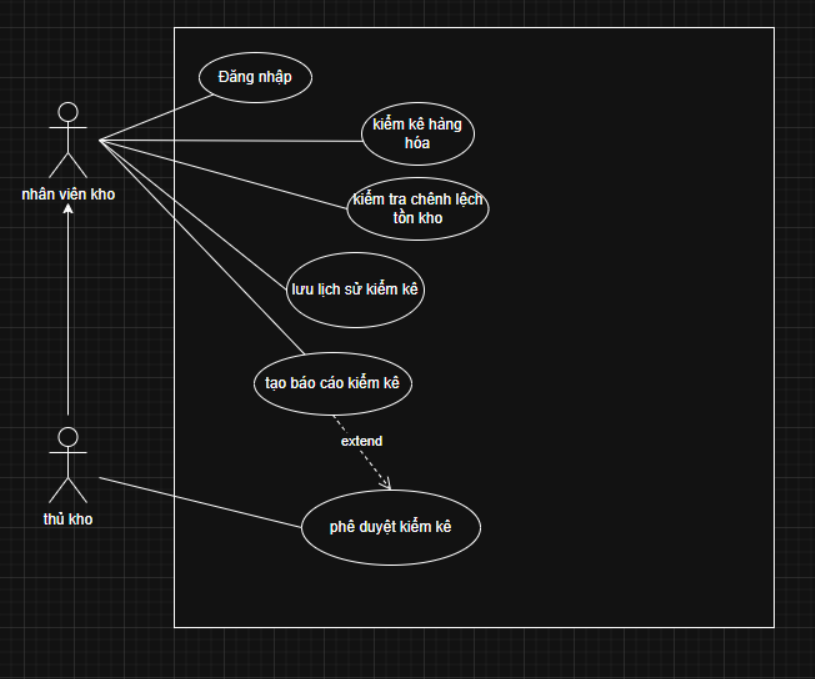 Đăng nhập
kiểm kê hàng
hóa
nhân viên kho
kiểm tra chênh lệch
tồn kho
lưu lịch sử kiểm kê
tạo báo cáo kiểm kê
extend
thủ kho
phê duyệt kiểm kê